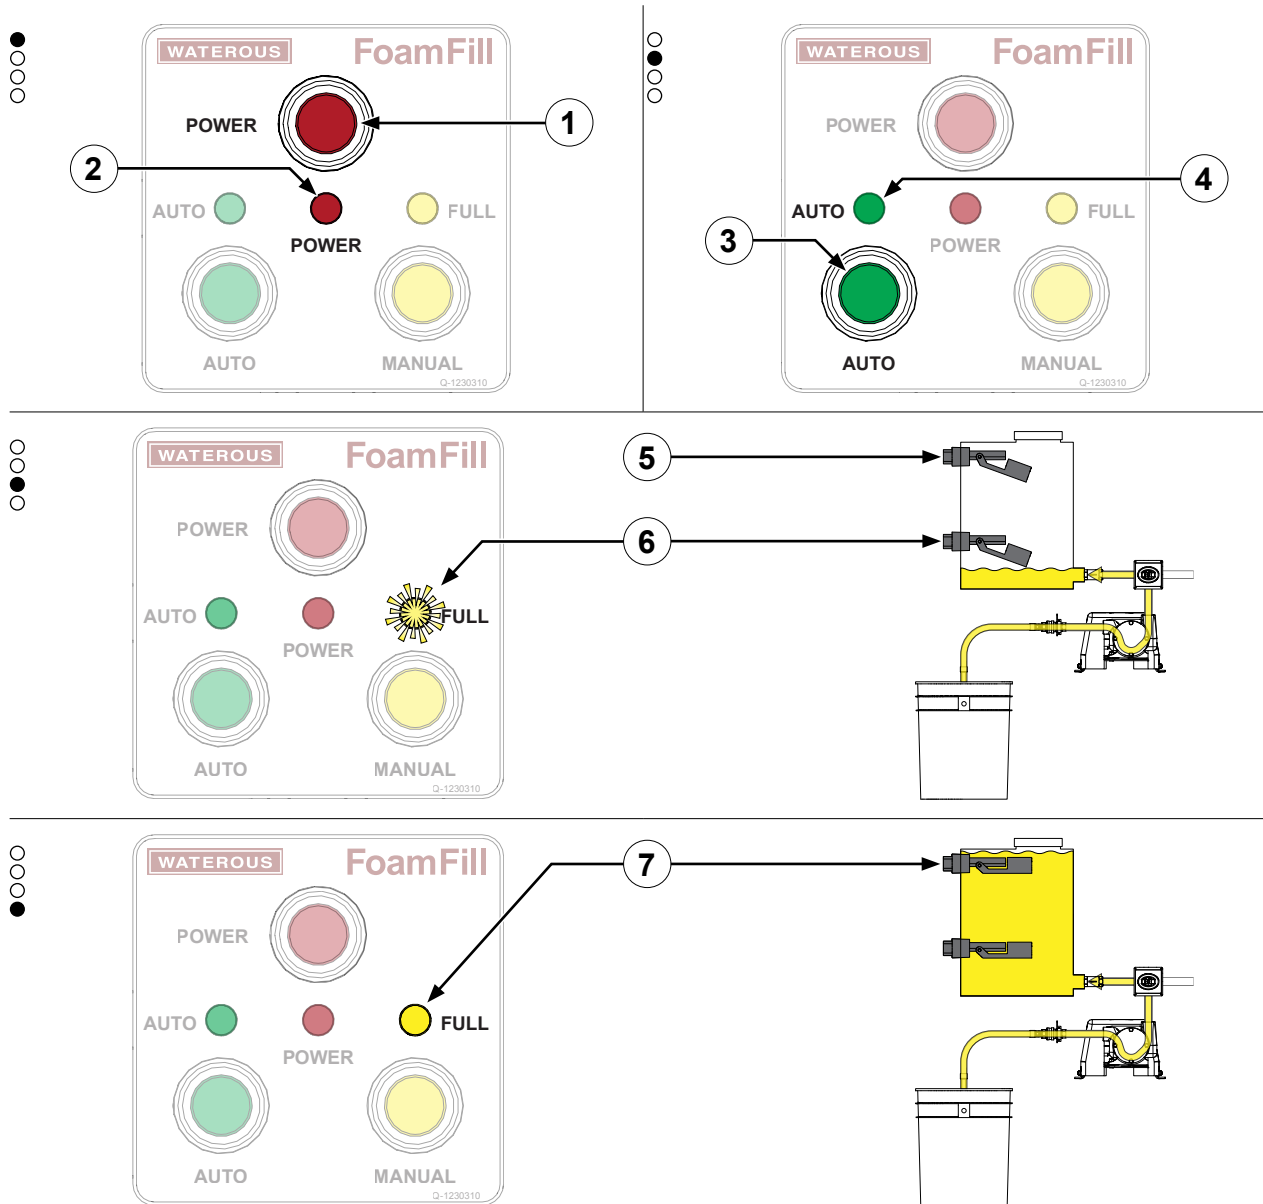 WATEROUS FoamFill
POWER
1
2
AUTO
FULL
POWER
AUTO
MANUAL
Q-1230310
WATEROUS FoamFill
POWER
4
AUTO
FULL
3
POWER
AUTO
MANUAL
Q-1230310
WATEROUS FoamFill
5
POWER
6
AUTO
FULL
POWER
AUTO
MANUAL
Q-1230310
WATEROUS FoamFill
7
POWER
AUTO
FULL
POWER
AUTO
MANUAL
Q-1230310